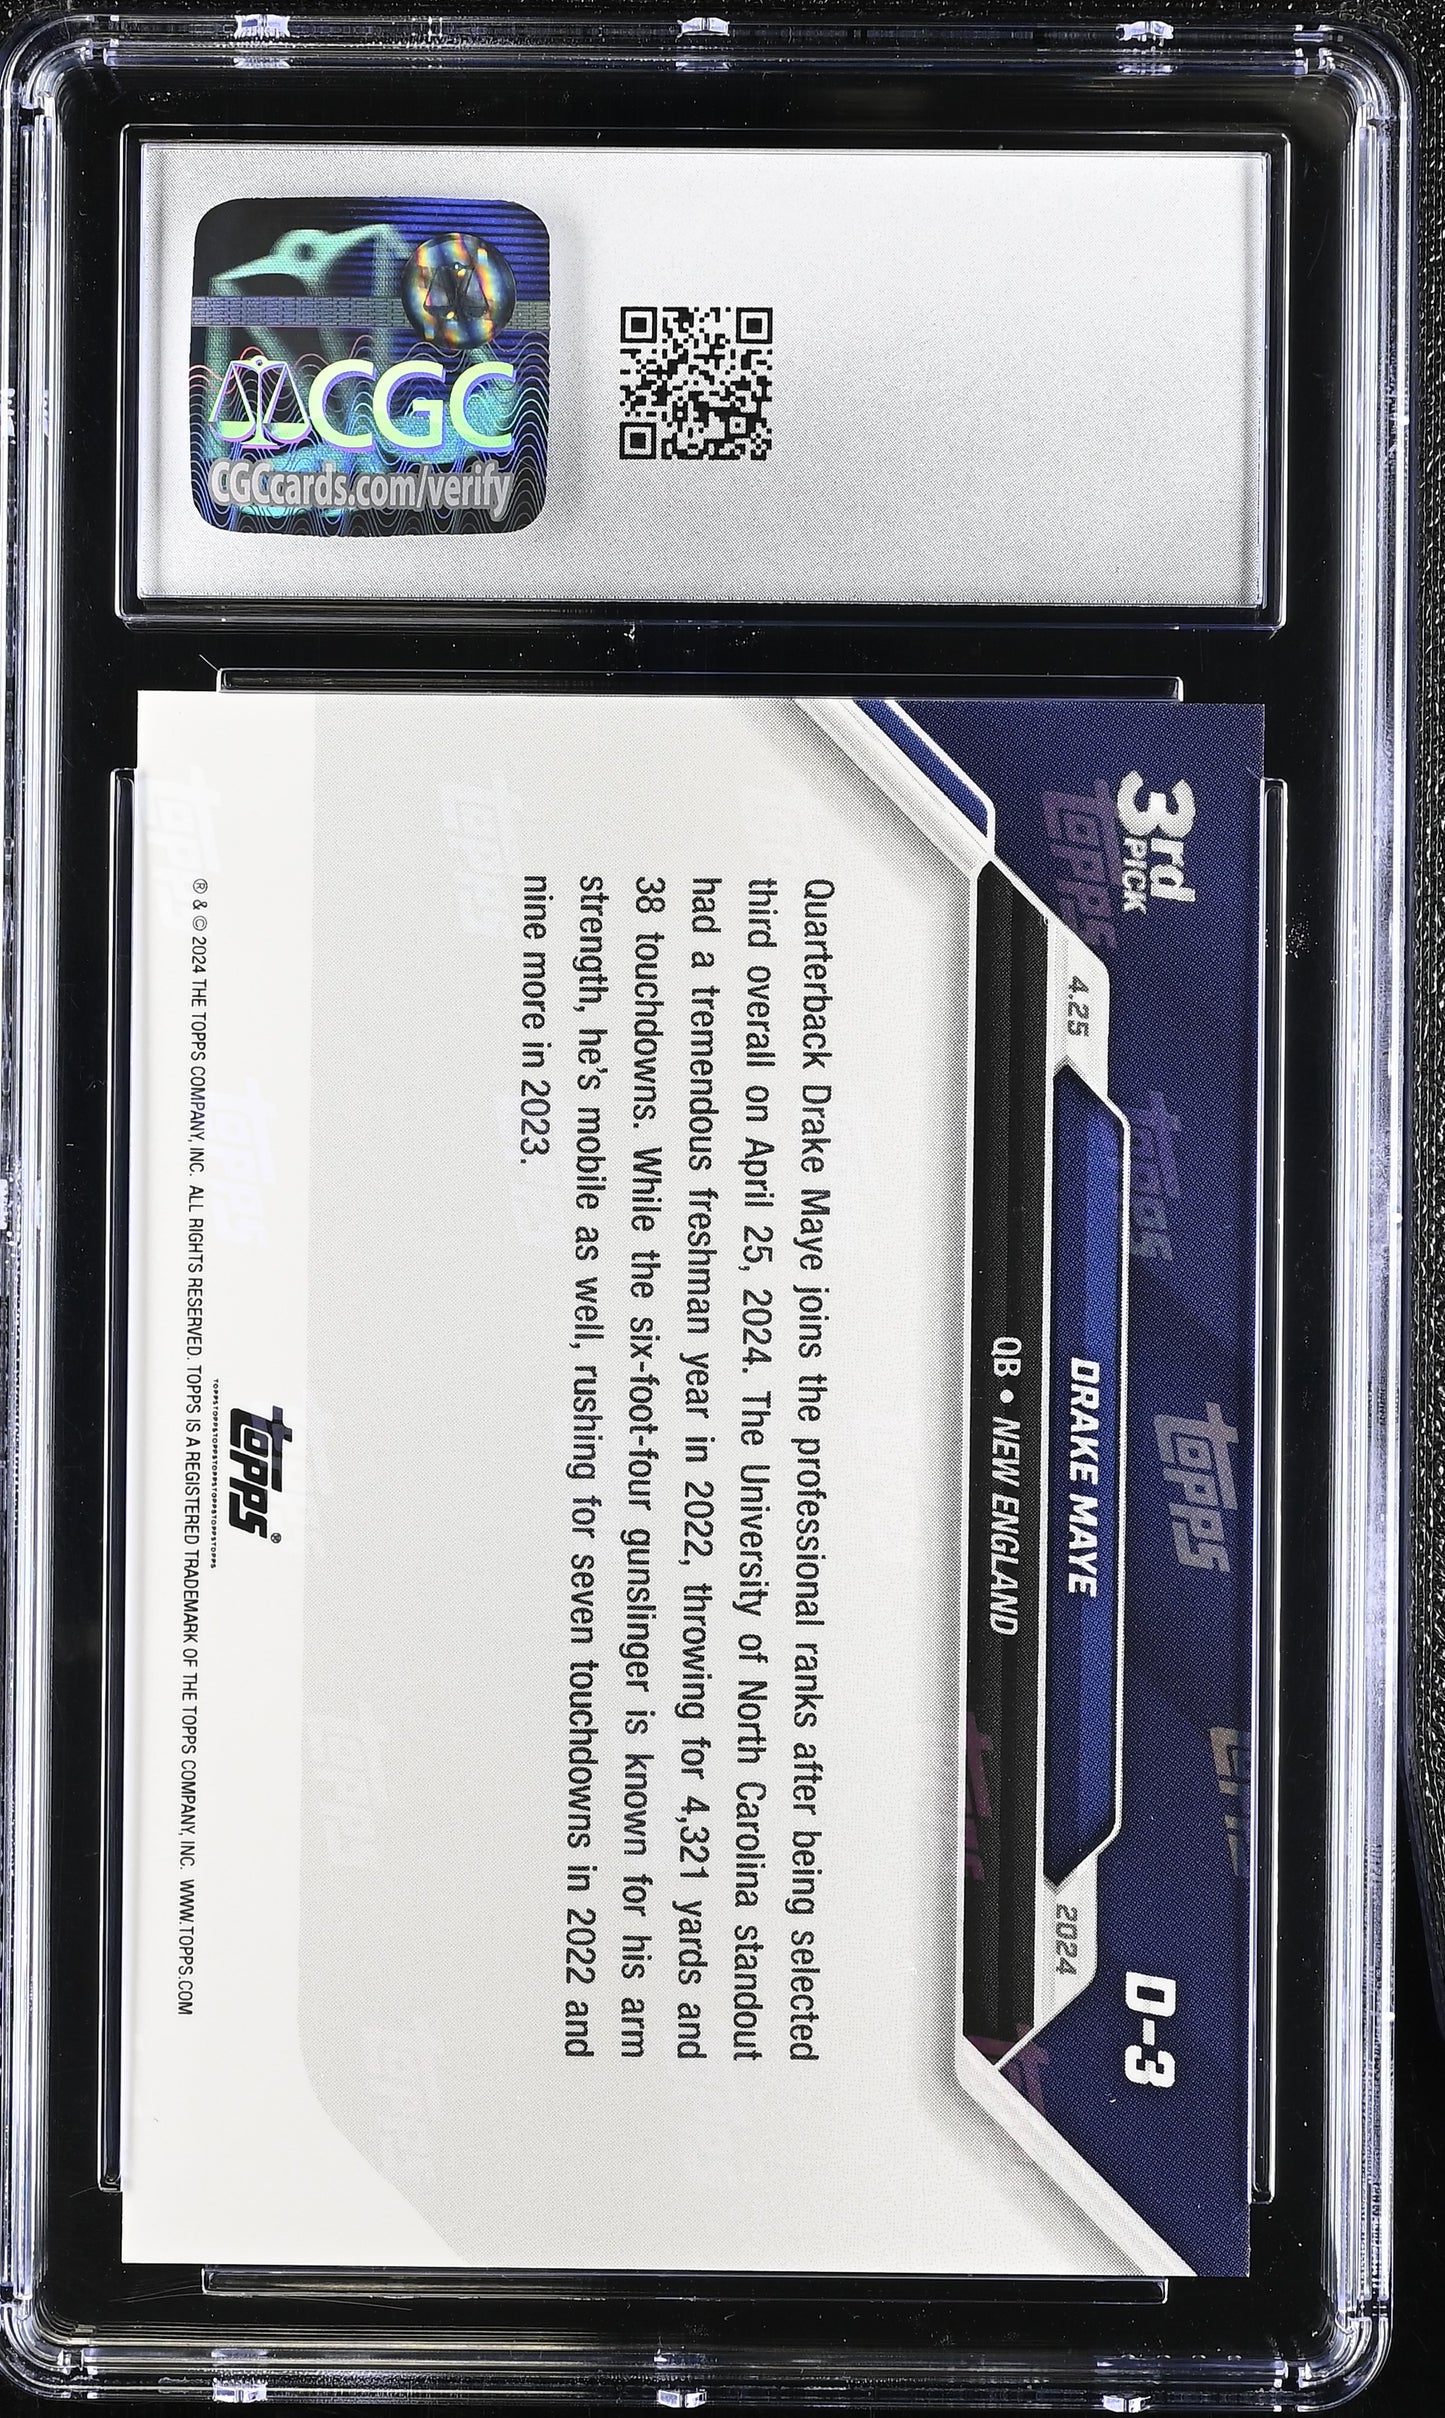 CGC
CGCcards.com/verify
3rd
PICK
D-3
4.25
DRAKE MAYE
2024
QB • NEW ENGLAND
Quarterback Drake Maye joins the professional ranks after being selected
third overall on April 25, 2024. The University of North Carolina standout
had a tremendous freshman year in 2022, throwing for 4,321 yards and
38 touchdowns. While the six-foot-four gunslinger is known for his arm
strength, he's mobile as well, rushing for seven touchdowns in 2022 and
nine more in 2023.
topps®
TOPPSTOPPSTOPPSTOPPSTOPPSTOPPSTOPPS
® & © 2024 THE TOPPS COMPANY, INC. ALL RIGHTS RESERVED. TOPPS IS A REGISTERED TRADEMARK OF THE TOPPS COMPANY, INC. WWW.TOPPS.COM